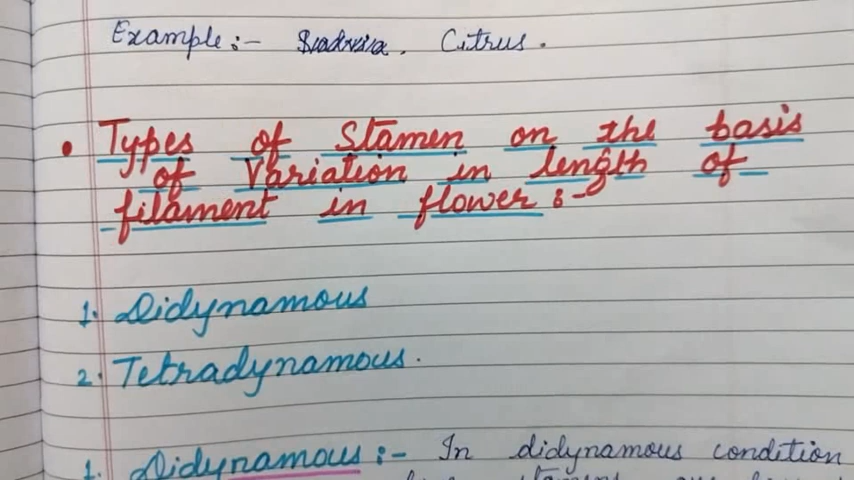 Example :- . Citrus.
• Types of Stamen on the basis
of Variation in length of
filament in flower :-
1. Didynamous
2. Tetradynamous.
1. Didynamous :- In didynamous condition